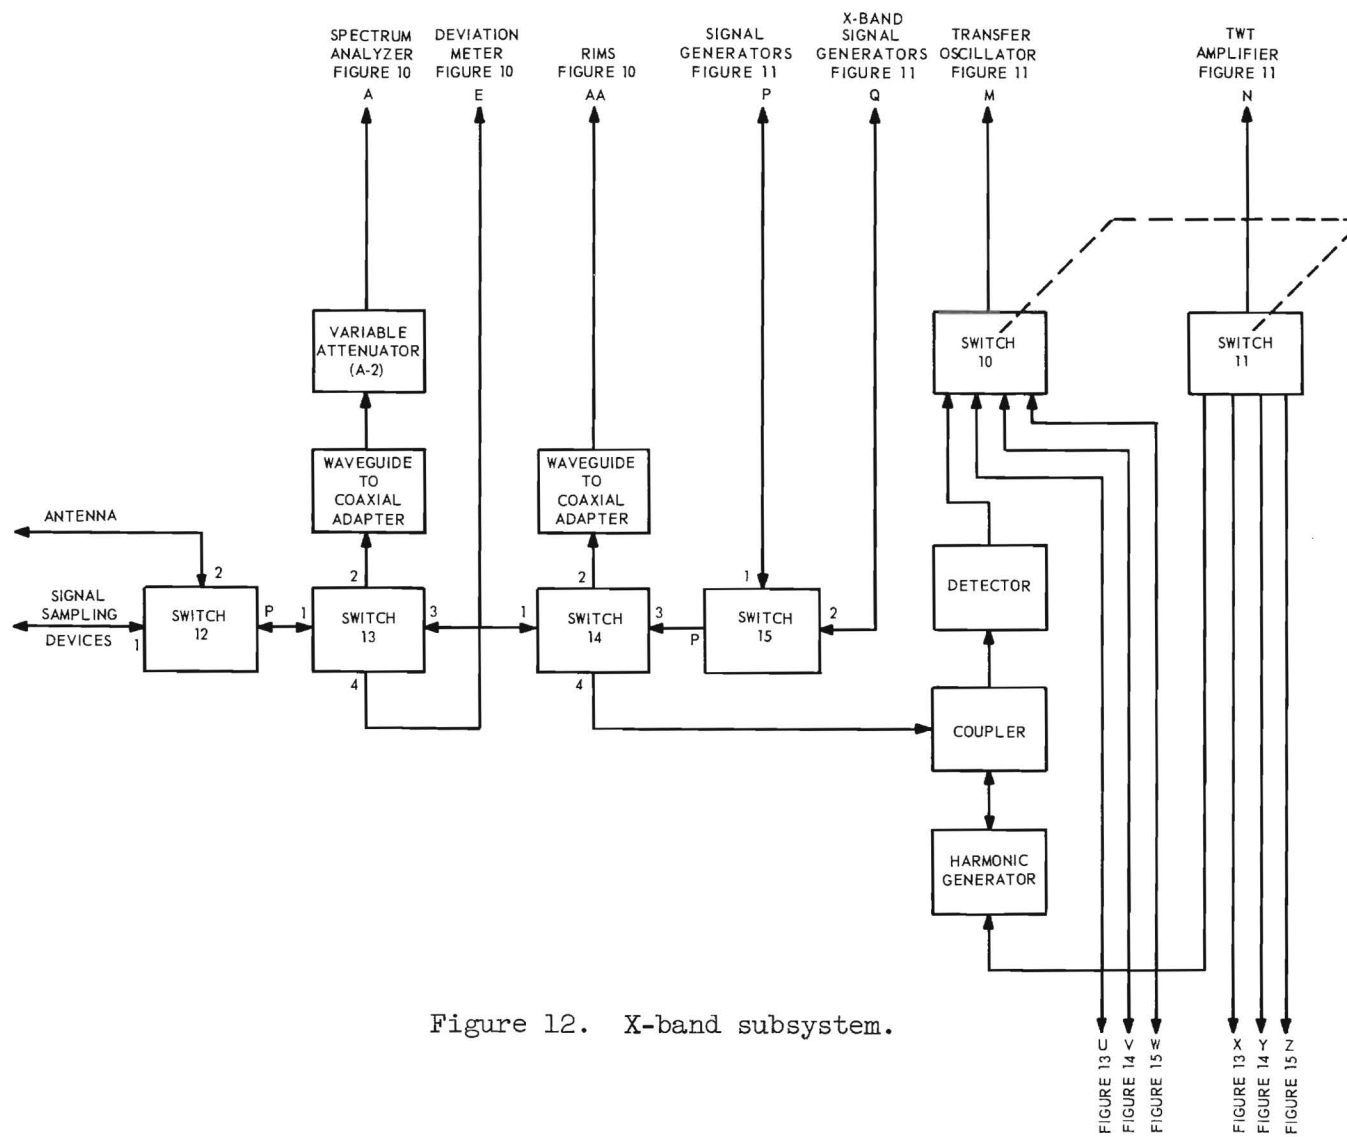 SPECTRUM
ANALYZER
FIGURE 10
A
DEVIATION
METER
FIGURE 10
E
RIMS
FIGURE 10
AA
SIGNAL
GENERATORS
FIGURE 11
P
X-BAND
SIGNAL
GENERATORS
FIGURE 11
Q
TRANSFER
OSCILLATOR
FIGURE 11
M
TWT
AMPLIFIER
FIGURE 11
N
VARIABLE
ATTENUATOR
(A-2)
SWITCH
10
SWITCH
11
WAVEGUIDE
TO
COAXIAL
ADAPTER
WAVEGUIDE
TO
COAXIAL
ADAPTER
ANTENNA
2
SIGNAL
SAMPLING
DEVICES
1
SWITCH
12
P
1
2
SWITCH
13
3
4
1
2
SWITCH
14
3
4
P
1
SWITCH
15
2
DETECTOR
COUPLER
HARMONIC
GENERATOR
U
FIGURE 13
V
FIGURE 14
W
FIGURE 15
X
FIGURE 13
Y
FIGURE 14
Z
FIGURE 15
Figure 12. X-band subsystem.